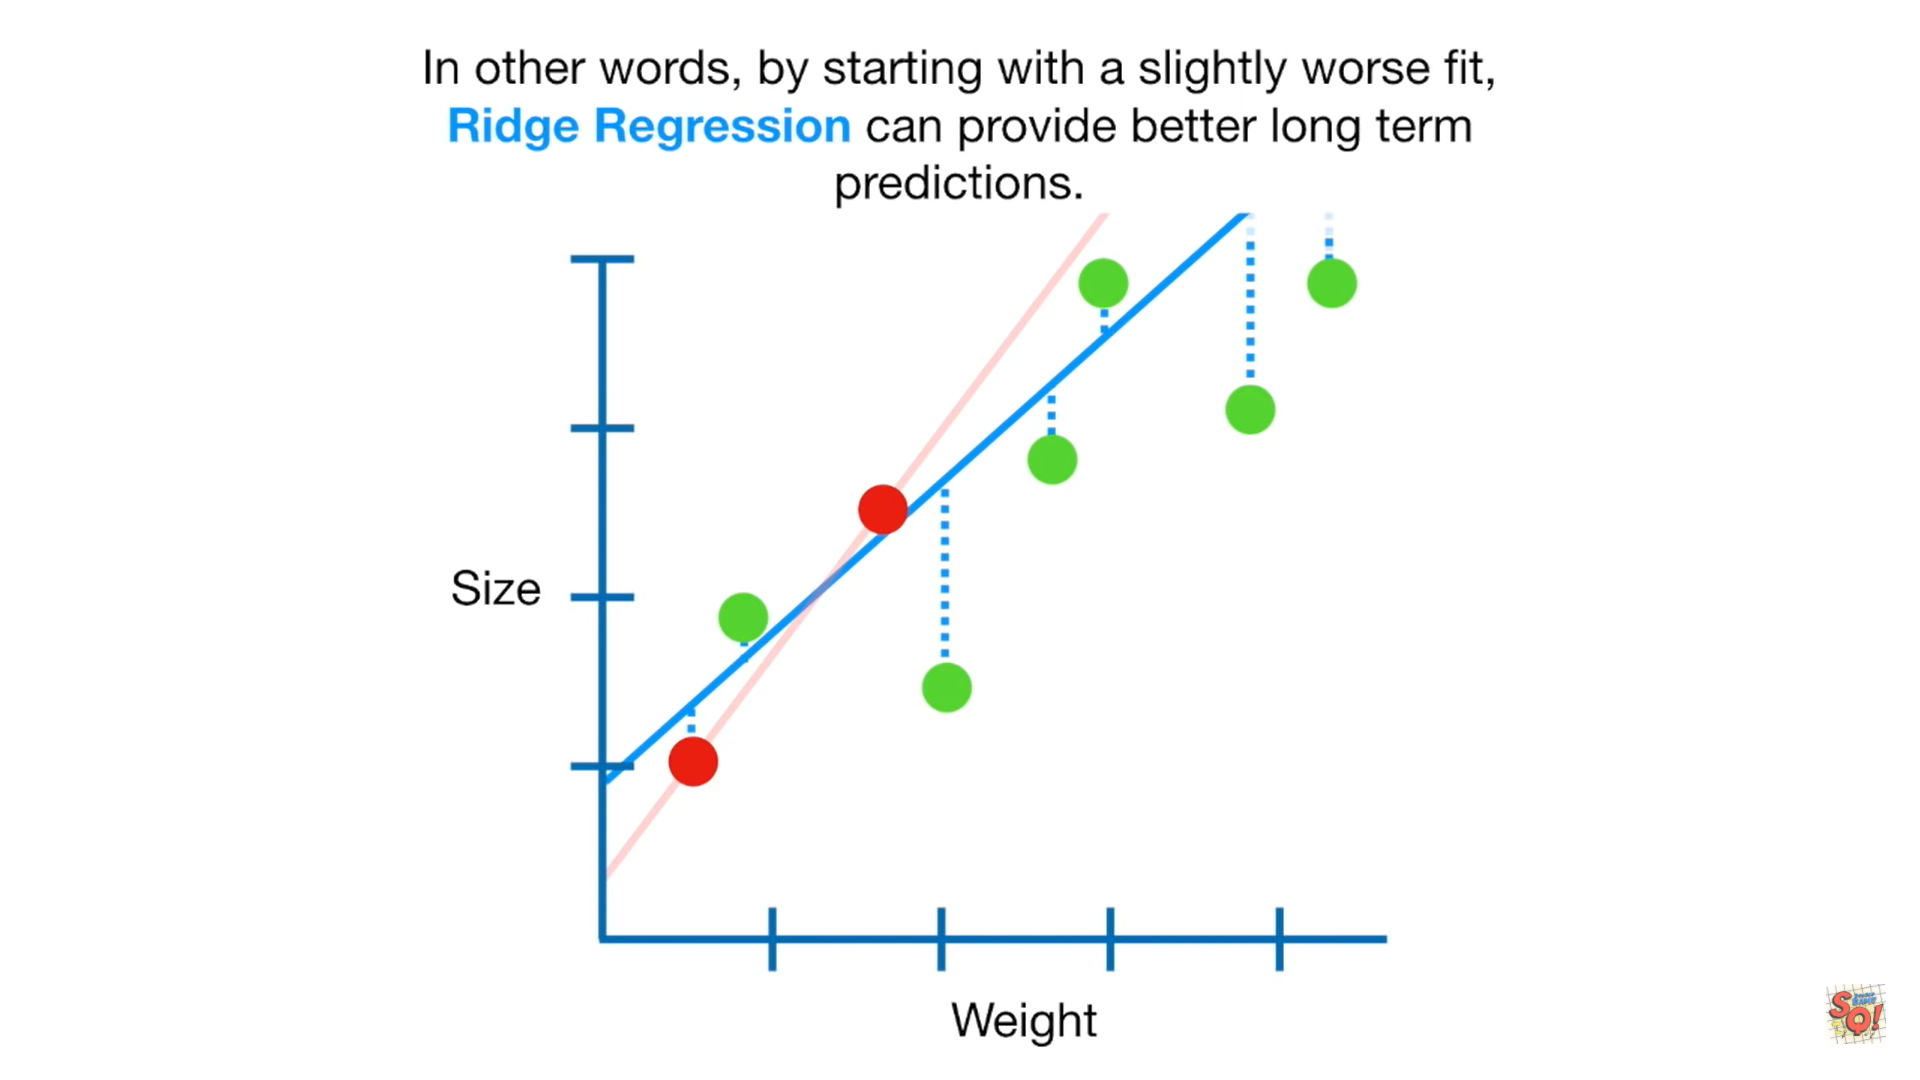 In other words, by starting with a slightly worse fit,
Ridge Regression can provide better long term
predictions.
Size
Weight
SQ!